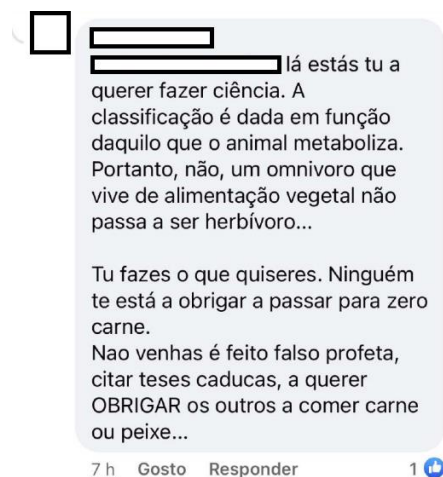 lá estás tu a
querer fazer ciência. A
classificação é dada em função
daquilo que o animal metaboliza.
Portanto, não, um omnivoro que
vive de alimentação vegetal não
passa a ser herbívoro...
Tu fazes o que quiseres. Ninguém
te está a obrigar a passar para zero
carne.
Nao venhas é feito falso profeta,
citar teses caducas, a querer
OBRIGAR os outros a comer carne
ou peixe...
7 h Gosto Responder 1